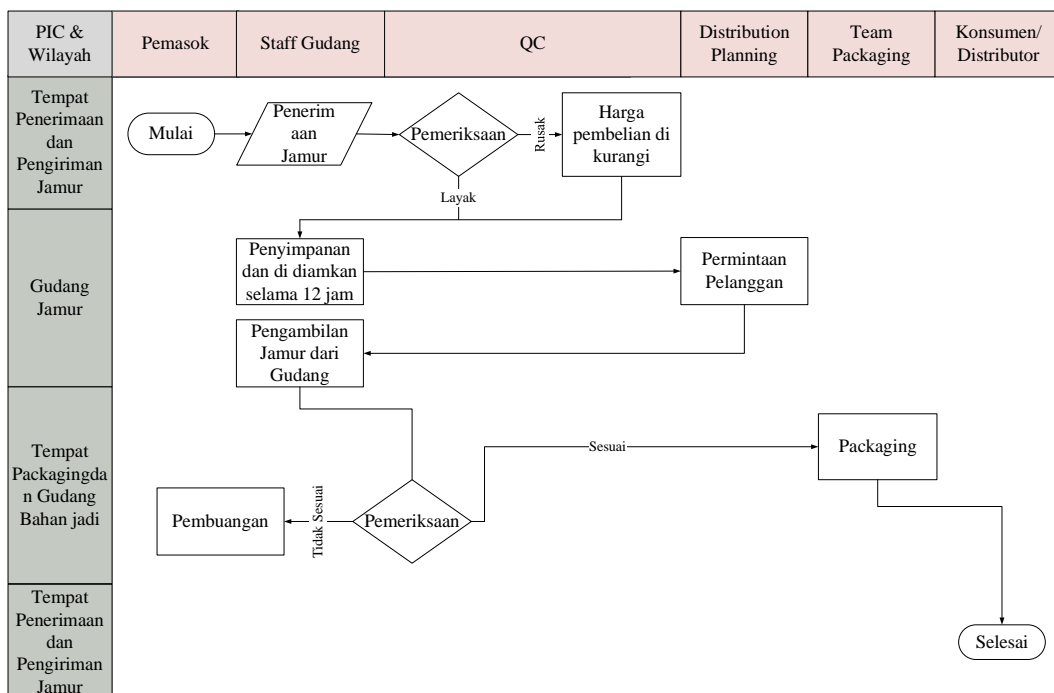 PIC &
Wilayah
Pemasok
Staff Gudang
QC
Distribution
Planning
Team
Packaging
Konsumen/
Distributor
Tempat
Penerimaan
dan
Pengiriman
Jamur
Mulai
Penerim
aan
Jamur
Pemeriksaan
Rusak
Harga
pembelian di
kurangi
Layak
Gudang
Jamur
Penyimpanan
dan di diamkan
selama 12 jam
Permintaan
Pelanggan
Pengambilan
Jamur dari
Gudang
Tempat
Packagingda
n Gudang
Bahan jadi
Pembuangan
Tidak Sesuai
Pemeriksaan
Sesuai
Packaging
Tempat
Penerimaan
dan
Pengiriman
Jamur
Selesai